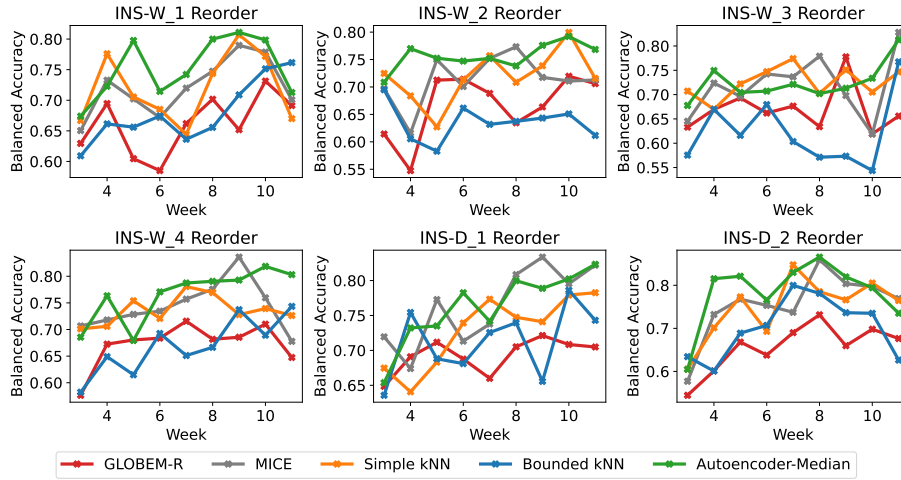 INS-W_1 Reorder
INS-W_2 Reorder
INS-W_3 Reorder
Balanced Accuracy
0.80
0.75
0.70
0.65
0.60
4 6 8 10
Week
Balanced Accuracy
0.80
0.75
0.70
0.65
0.60
0.55
4 6 8 10
Week
Balanced Accuracy
0.80
0.75
0.70
0.65
0.60
0.55
4 6 8 10
Week
INS-W_4 Reorder
INS-D_1 Reorder
INS-D_2 Reorder
Balanced Accuracy
0.80
0.75
0.70
0.65
0.60
4 6 8 10
Week
Balanced Accuracy
0.80
0.75
0.70
0.65
4 6 8 10
Week
Balanced Accuracy
0.8
0.7
0.6
4 6 8 10
Week
GLOBEM-R MICE Simple kNN Bounded kNN Autoencoder-Median